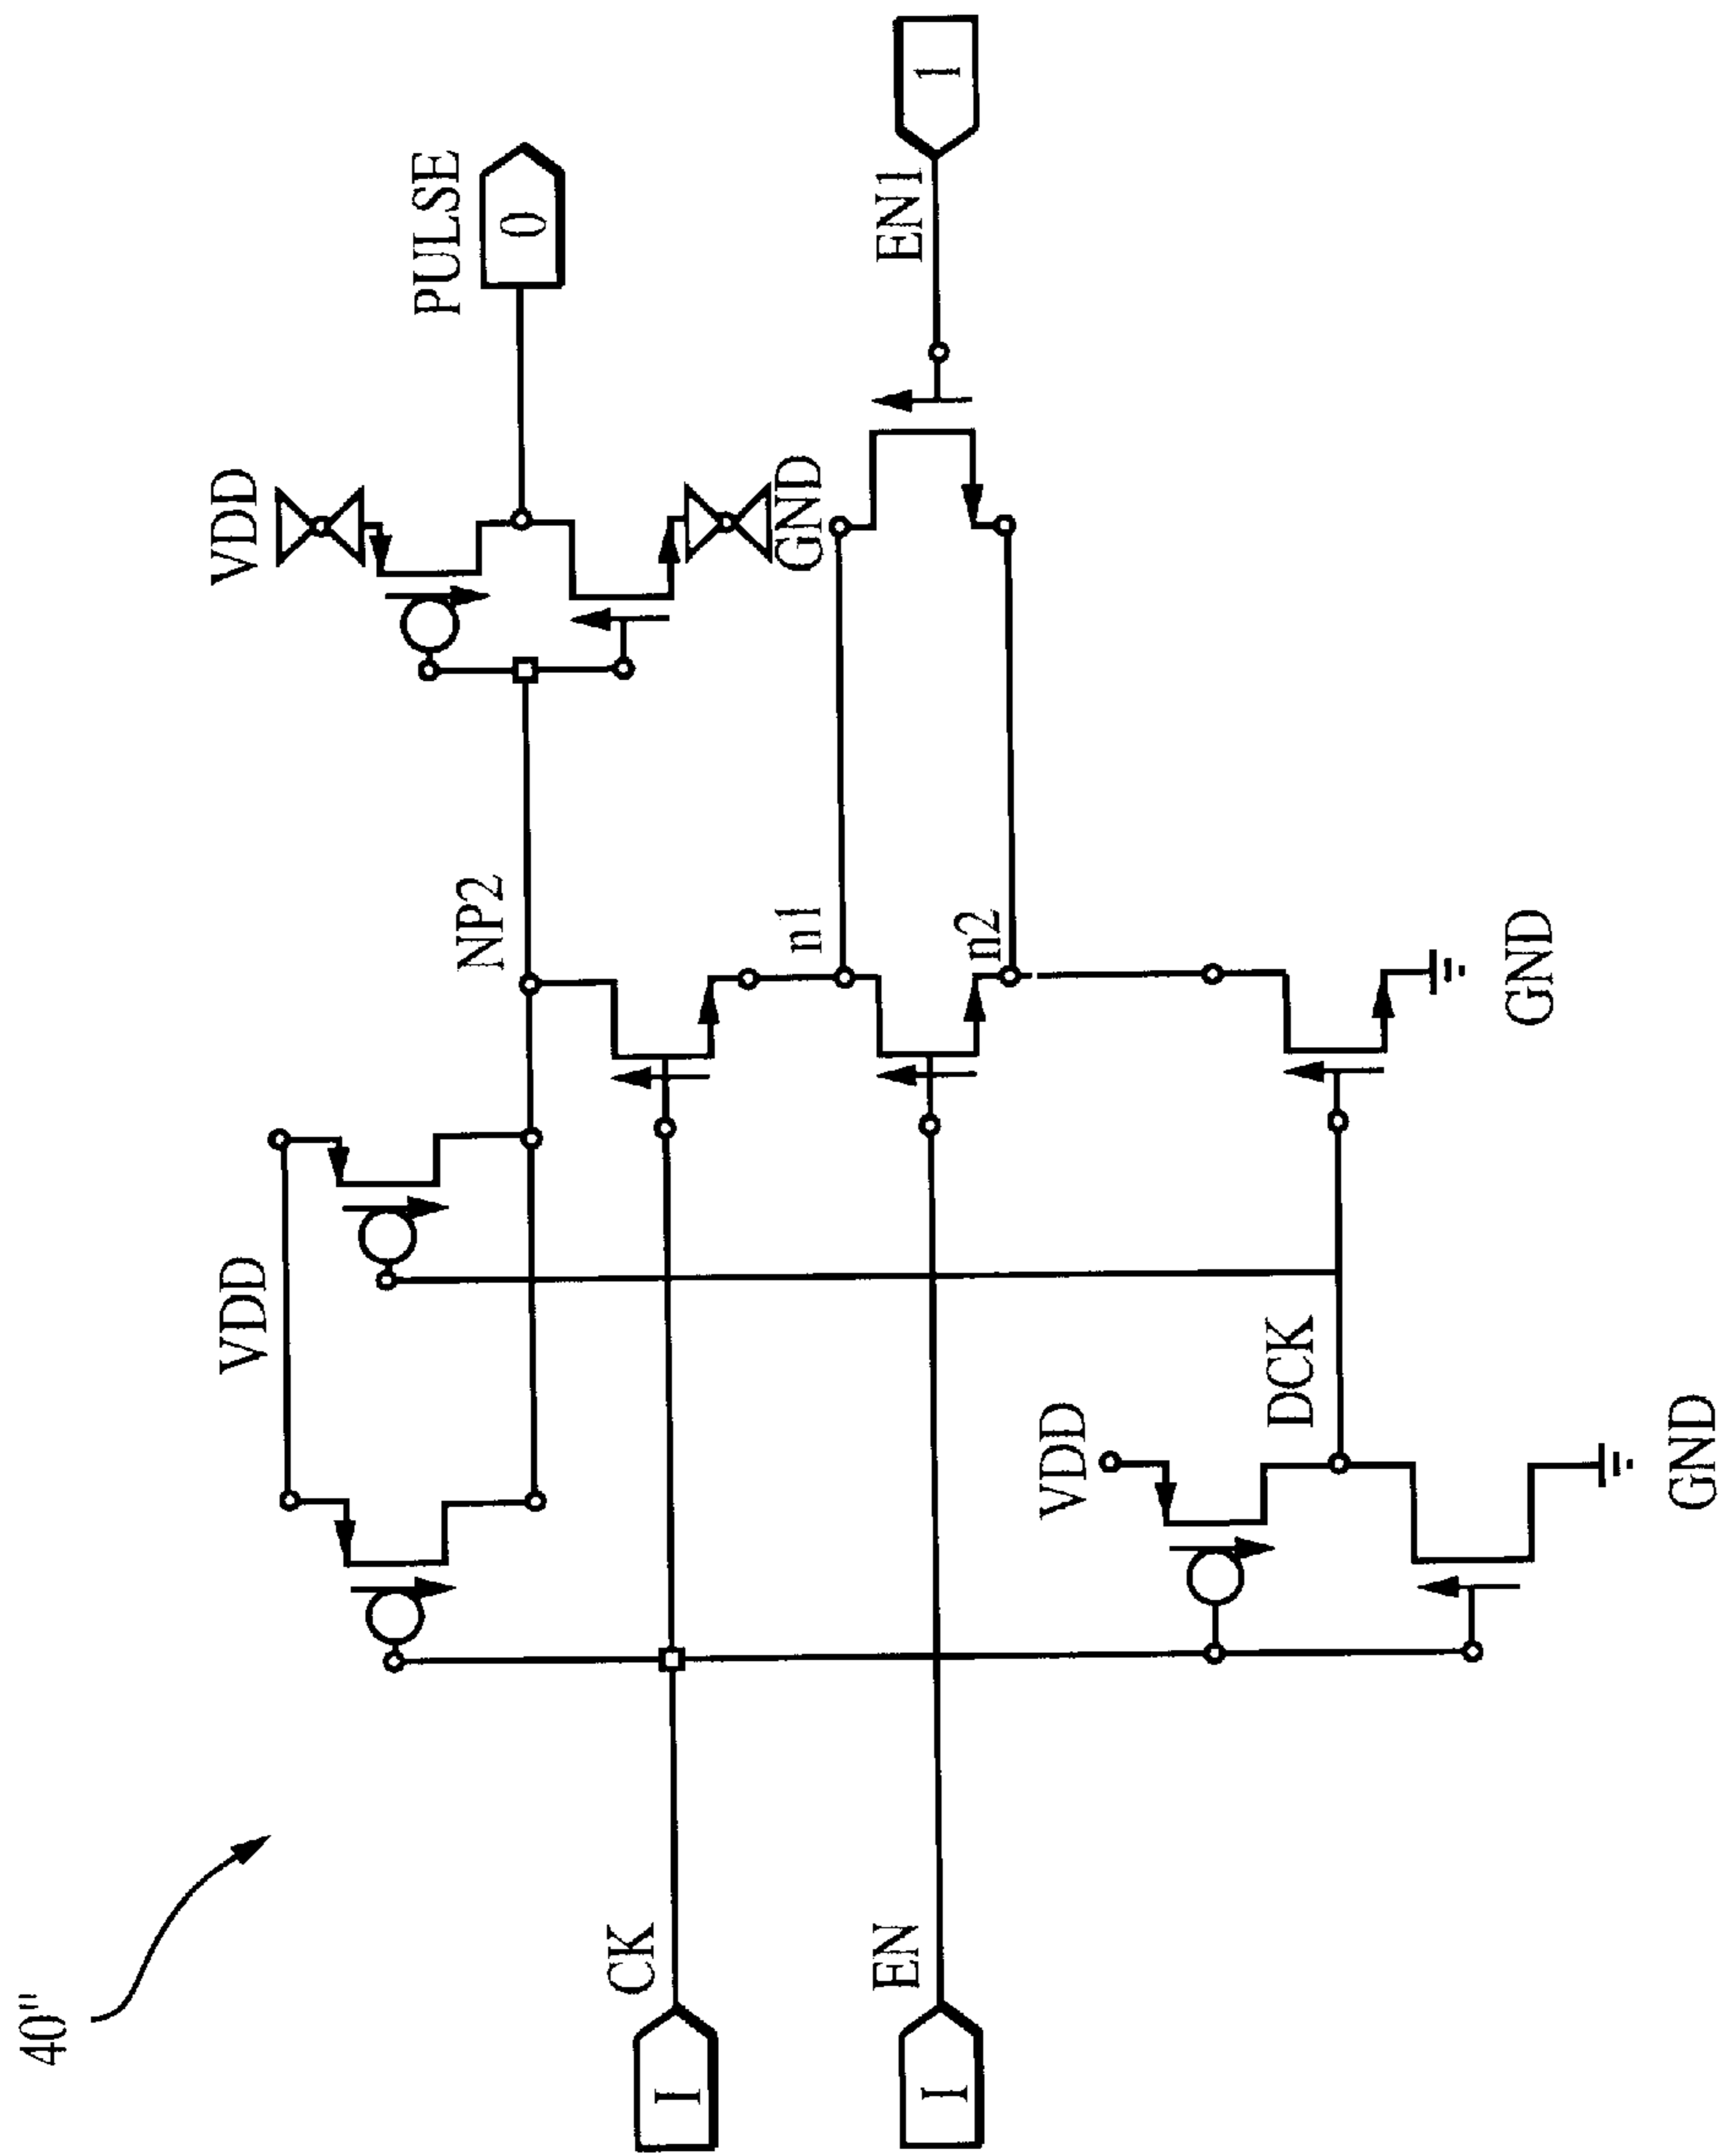 40"
VDD
VDD
PULSE
0
NP2
CK
I
n1
GND
EN
I
n2
EN1
1
VDD
DCK
GND
GND